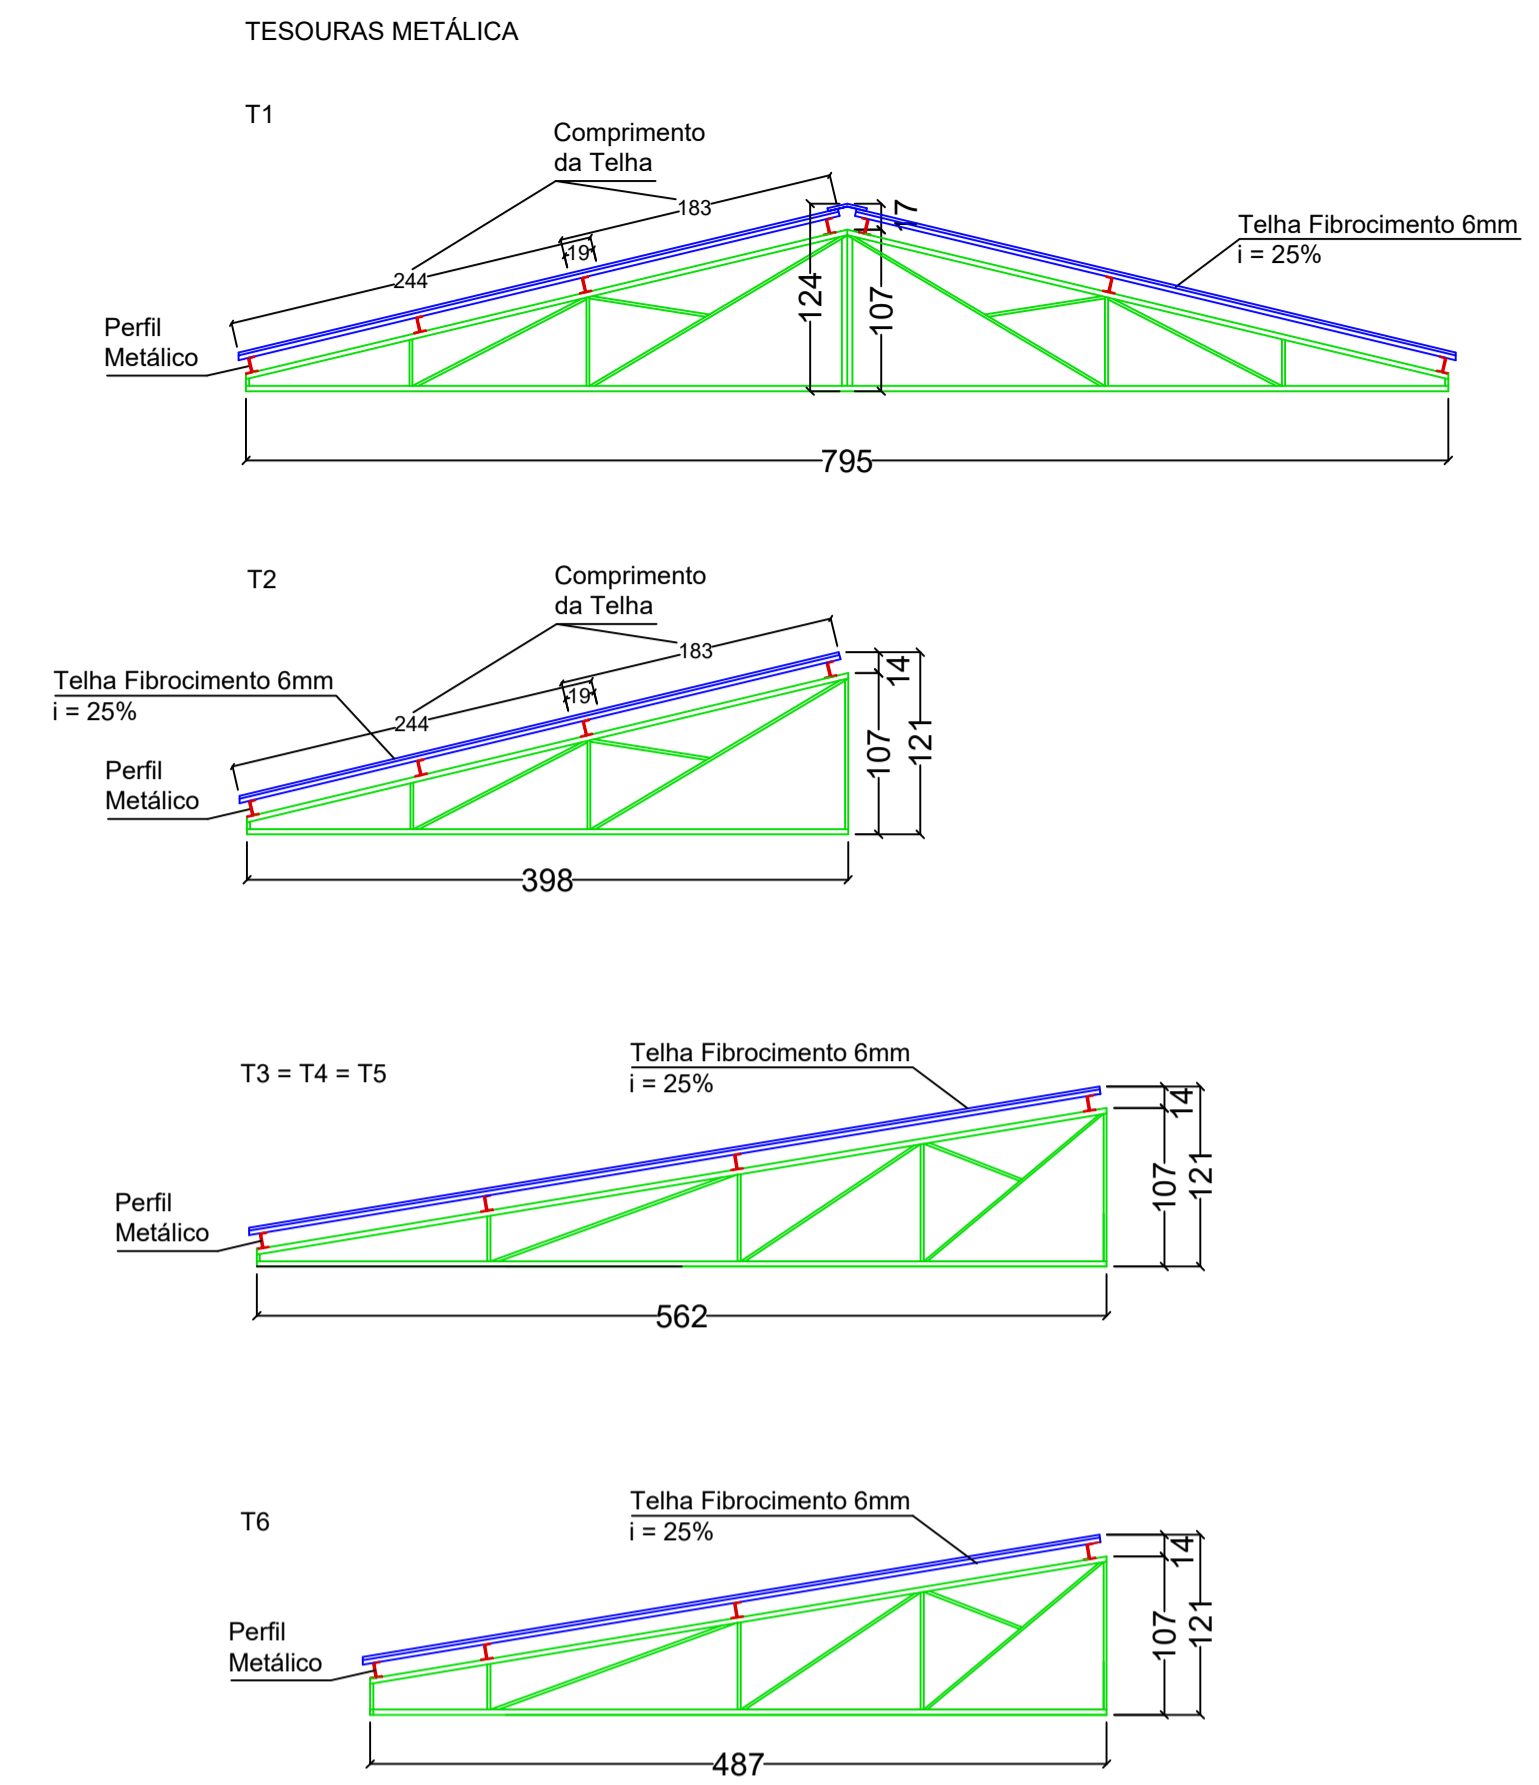 TESOURAS METÁLICA
T1
Comprimento
da Telha
183
17
Telha Fibrocimento 6mm
i = 25%
19
244
124
107
Perfil
Metálico
795
T2
Comprimento
da Telha
183
14
Telha Fibrocimento 6mm
i = 25%
19
244
107
121
Perfil
Metálico
398
T3 = T4 = T5
Telha Fibrocimento 6mm
i = 25%
14
107
121
Perfil
Metálico
562
T6
Telha Fibrocimento 6mm
i = 25%
14
107
121
Perfil
Metálico
487